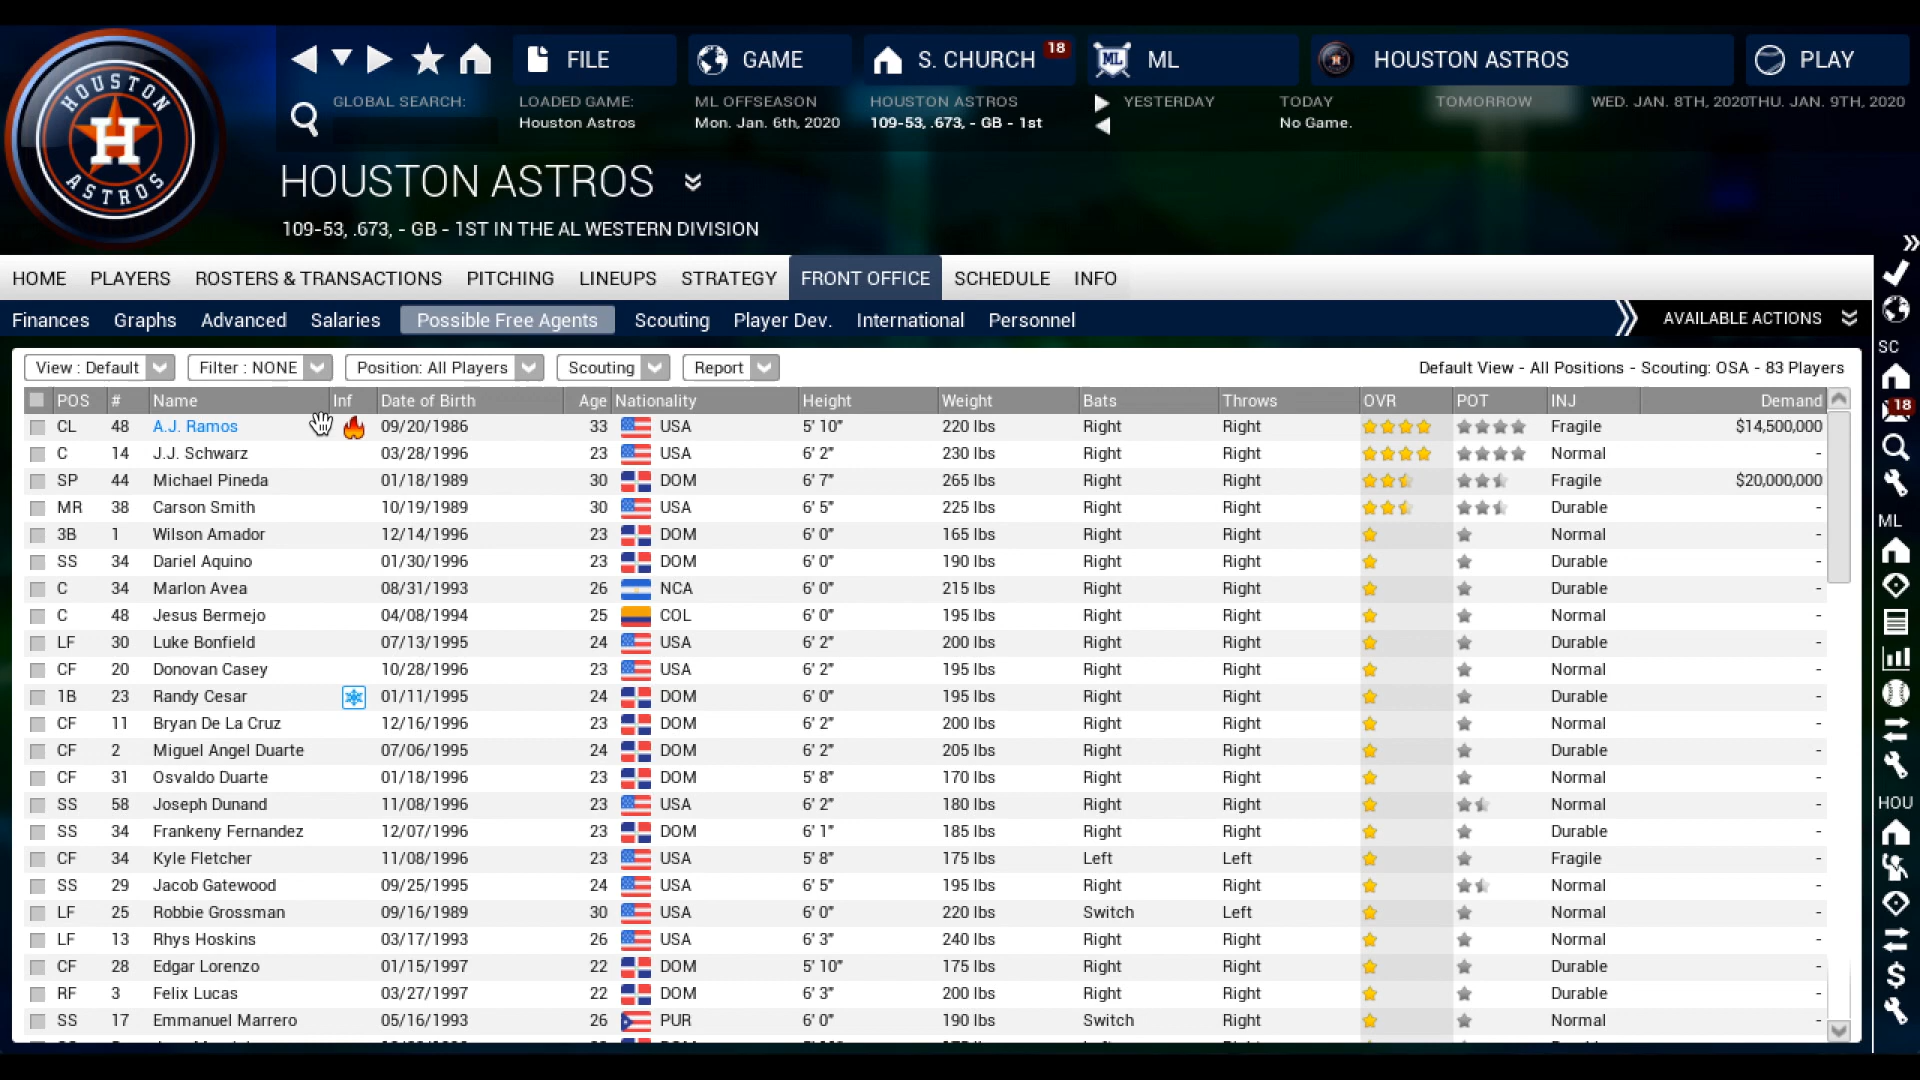 HOUSTON
H
ASTROS
FILE
GAME
S. CHURCH 18
ML ML
HOUSTON ASTROS
PLAY
GLOBAL SEARCH:
LOADED GAME:
Houston Astros
ML OFFSEASON
Mon. Jan. 6th, 2020
HOUSTON ASTROS
109-53, .673, - GB - 1st
YESTERDAY
TODAY
No Game.
TOMORROW
WED. JAN. 8TH, 2020THU. JAN. 9TH, 2020
HOUSTON ASTROS
109-53, .673, - GB - 1ST IN THE AL WESTERN DIVISION
HOME PLAYERS ROSTERS & TRANSACTIONS PITCHING LINEUPS STRATEGY FRONT OFFICE SCHEDULE INFO
Finances Graphs Advanced Salaries Possible Free Agents Scouting Player Dev. International Personnel AVAILABLE ACTIONS
View : Default Filter : NONE Position: All Players Scouting Report Default View - All Positions - Scouting: OSA - 83 Players
POS # Name Inf Date of Birth Age Nationality Height Weight Bats Throws OVR POT INJ Demand
CL 48 A.J. Ramos 09/20/1986 33 USA 5' 10" 220 lbs Right Right Fragile $14,500,000
C 14 J.J. Schwarz 03/28/1996 23 USA 6' 2" 230 lbs Right Right Normal -
SP 44 Michael Pineda 01/18/1989 30 DOM 6' 7" 265 lbs Right Right Fragile $20,000,000
MR 38 Carson Smith 10/19/1989 30 USA 6' 5" 225 lbs Right Right Durable -
3B 1 Wilson Amador 12/14/1996 23 DOM 6' 0" 165 lbs Right Right Normal -
SS 34 Dariel Aquino 01/30/1996 23 DOM 6' 0" 190 lbs Right Right Durable -
C 34 Marlon Avea 08/31/1993 26 NCA 6' 0" 215 lbs Right Right Durable -
C 48 Jesus Bermejo 04/08/1994 25 COL 6' 0" 195 lbs Right Right Normal -
LF 30 Luke Bonfield 07/13/1995 24 USA 6' 2" 200 lbs Right Right Durable -
CF 20 Donovan Casey 10/28/1996 23 USA 6' 2" 195 lbs Right Right Normal -
1B 23 Randy Cesar 01/11/1995 24 DOM 6' 0" 195 lbs Right Right Durable -
CF 11 Bryan De La Cruz 12/16/1996 23 DOM 6' 2" 200 lbs Right Right Normal -
CF 2 Miguel Angel Duarte 07/06/1995 24 DOM 6' 2" 205 lbs Right Right Durable -
CF 31 Osvaldo Duarte 01/18/1996 23 DOM 5' 8" 170 lbs Right Right Normal -
SS 58 Joseph Dunand 11/08/1996 23 USA 6' 2" 180 lbs Right Right Normal -
SS 34 Frankeny Fernandez 12/07/1996 23 DOM 6' 1" 185 lbs Right Right Durable -
CF 34 Kyle Fletcher 11/08/1996 23 USA 5' 8" 175 lbs Left Left Fragile -
SS 29 Jacob Gatewood 09/25/1995 24 USA 6' 5" 195 lbs Right Right Normal -
LF 25 Robbie Grossman 09/16/1989 30 USA 6' 0" 220 lbs Switch Left Normal -
LF 13 Rhys Hoskins 03/17/1993 26 USA 6' 3" 240 lbs Right Right Normal -
CF 28 Edgar Lorenzo 01/15/1997 22 DOM 5' 10" 175 lbs Right Right Durable -
RF 3 Felix Lucas 03/27/1997 22 DOM 6' 3" 200 lbs Right Right Durable -
SS 17 Emmanuel Marrero 05/16/1993 26 PUR 6' 0" 190 lbs Switch Right Normal -
SC
18
ML
HOU